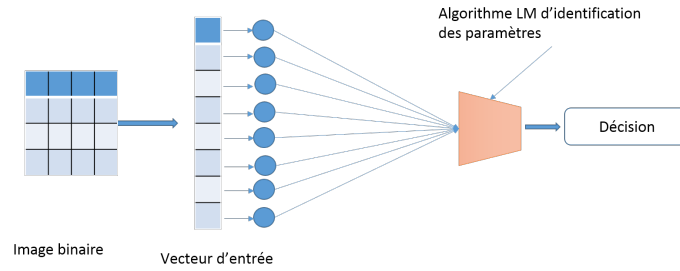 Algorithme LM d'identification
des paramètres
Décision
Image binaire
Vecteur d'entrée